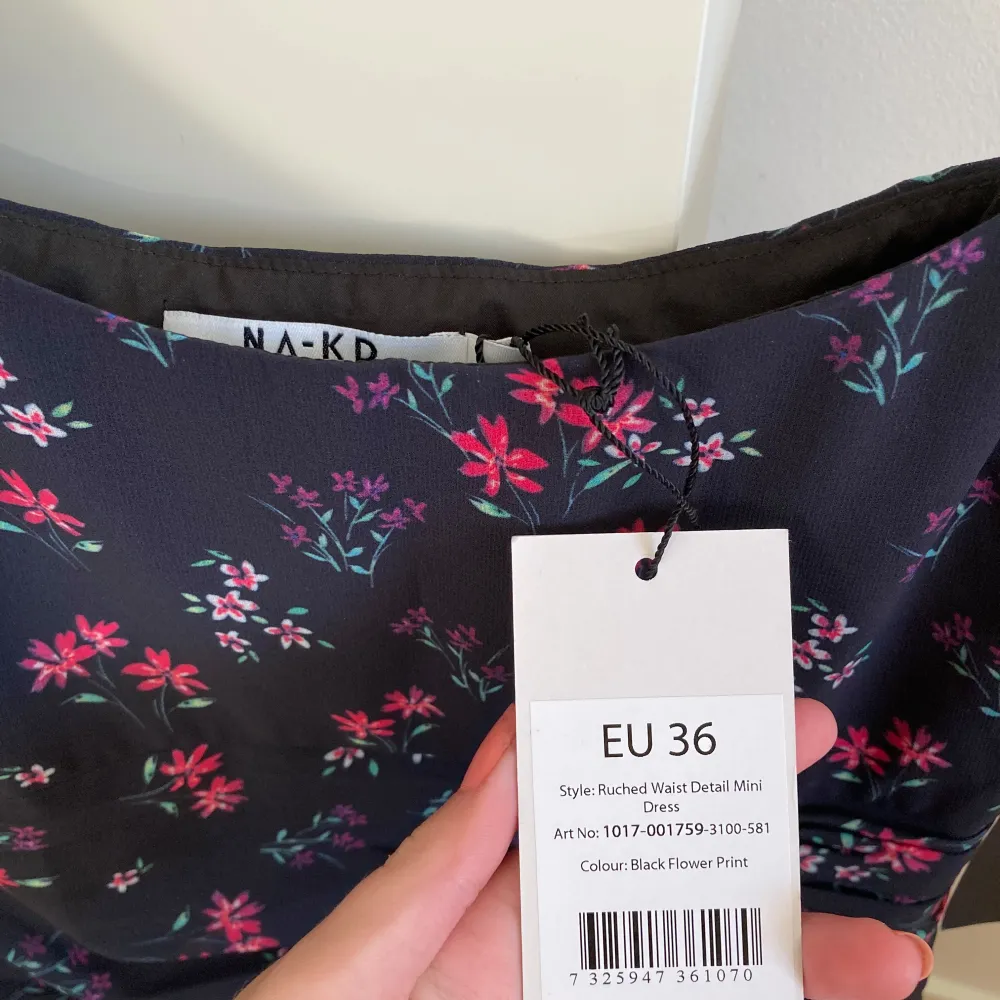 NA-KD
EU 36
Style: Ruched Waist Detail Mini
Dress
Art No: 1017-001759-3100-581
Colour: Black Flower Print
7 325947 361070